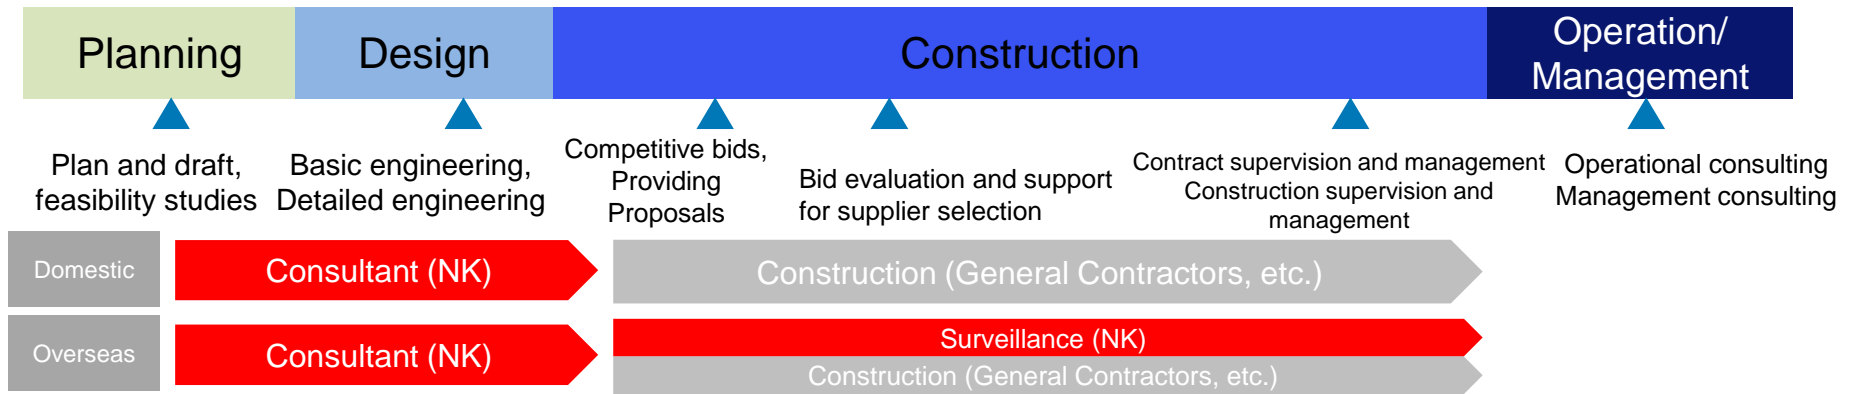 Planning
Design
Construction
Operation/
Management
Plan and draft,
feasibility studies
Basic engineering,
Detailed engineering
Competitive bids,
Providing
Proposals
Bid evaluation and support
for supplier selection
Contract supervision and management
Construction supervision and
management
Operational consulting
Management consulting
Domestic
Consultant (NK)
Construction (General Contractors, etc.)
Overseas
Consultant (NK)
Surveillance (NK)
Construction (General Contractors, etc.)